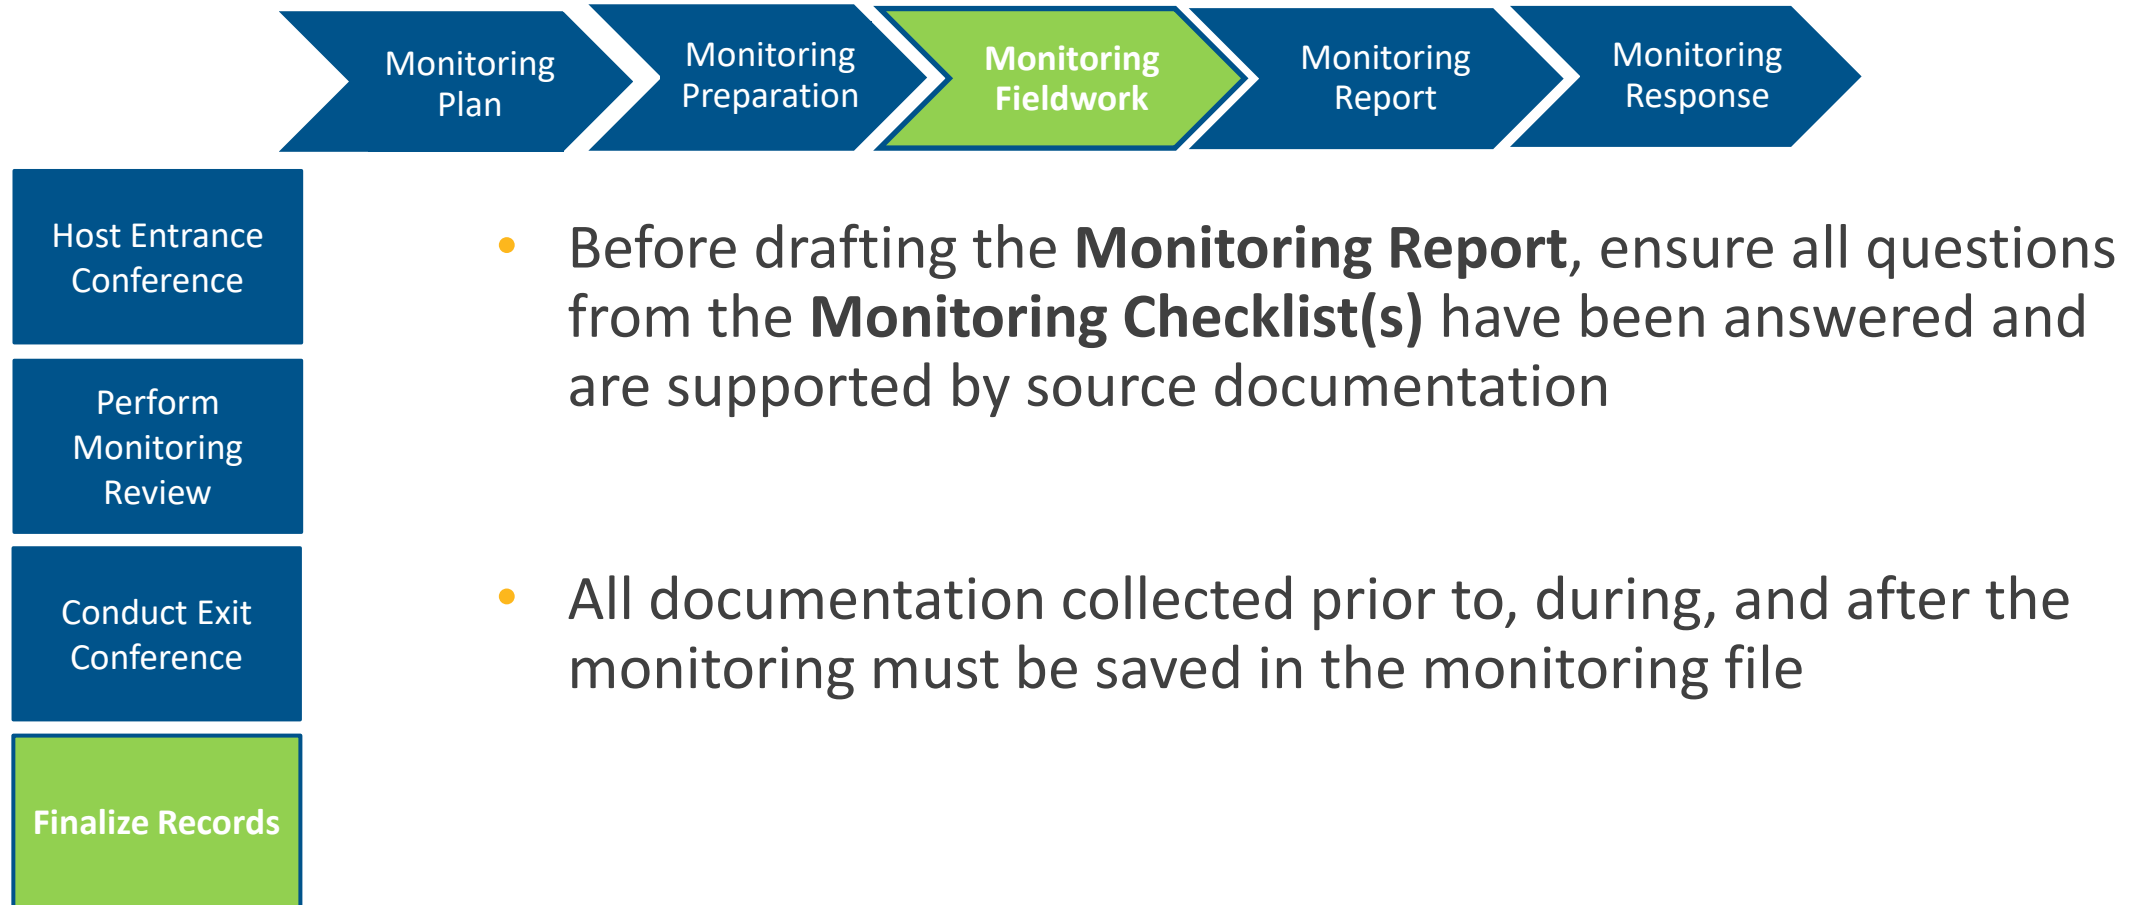 Monitoring
Plan
Monitoring
Preparation
Monitoring
Fieldwork
Monitoring
Report
Monitoring
Response
Host Entrance
Conference
Perform
Monitoring
Review
Conduct Exit
Conference
Finalize Records
• Before drafting the Monitoring Report, ensure all questions
from the Monitoring Checklist(s) have been answered and
are supported by source documentation
• All documentation collected prior to, during, and after the
monitoring must be saved in the monitoring file